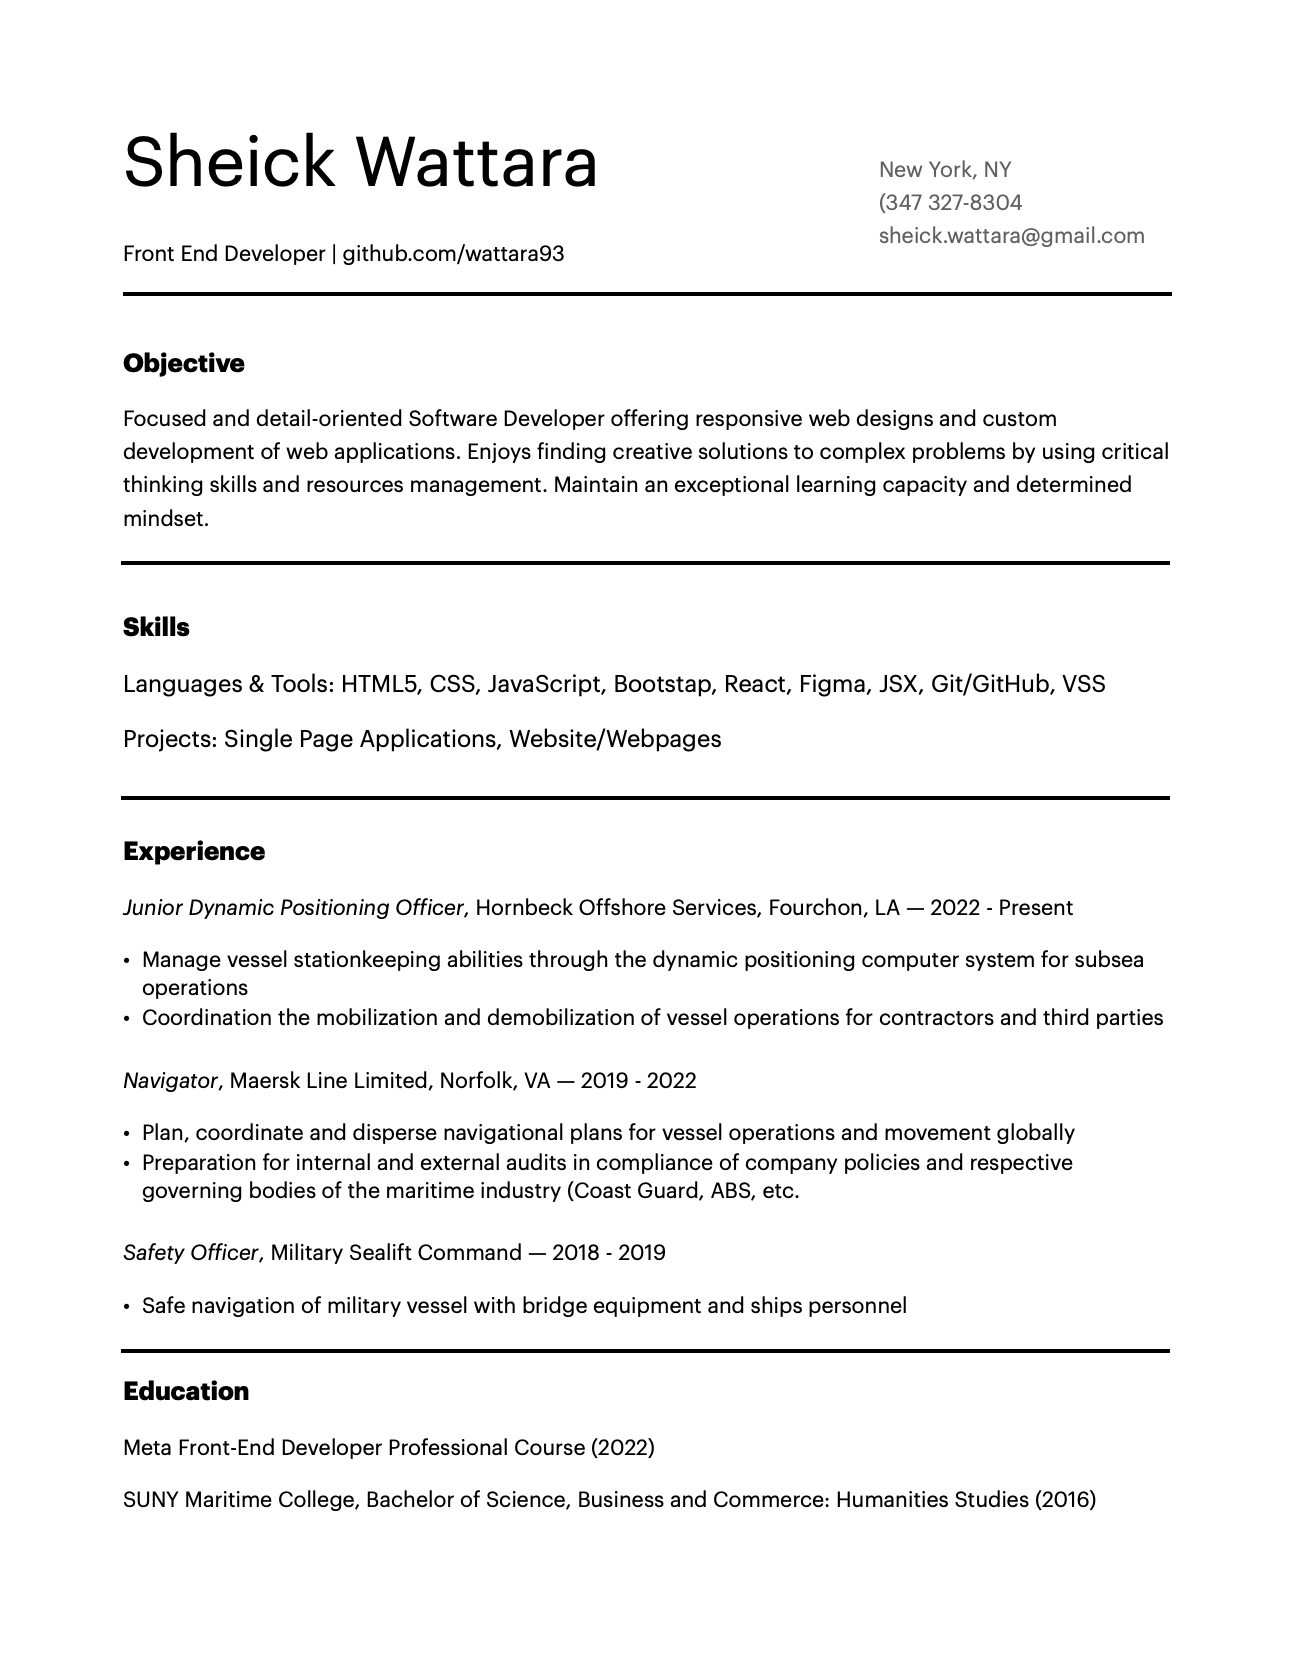 Sheick Wattara
New York, NY
(347 327-8304
sheick.wattara@gmail.com
Front End Developer | github.com/wattara93
Objective
Focused and detail-oriented Software Developer offering responsive web designs and custom
development of web applications. Enjoys finding creative solutions to complex problems by using critical
thinking skills and resources management. Maintain an exceptional learning capacity and determined
mindset.
Skills
Languages & Tools: HTML5, CSS, JavaScript, Bootstap, React, Figma, JSX, Git/GitHub, VSS
Projects: Single Page Applications, Website/Webpages
Experience
Junior Dynamic Positioning Officer, Hornbeck Offshore Services, Fourchon, LA — 2022 - Present
• Manage vessel stationkeeping abilities through the dynamic positioning computer system for subsea
operations
• Coordination the mobilization and demobilization of vessel operations for contractors and third parties
Navigator, Maersk Line Limited, Norfolk, VA — 2019 - 2022
• Plan, coordinate and disperse navigational plans for vessel operations and movement globally
• Preparation for internal and external audits in compliance of company policies and respective
governing bodies of the maritime industry (Coast Guard, ABS, etc.
Safety Officer, Military Sealift Command — 2018 - 2019
• Safe navigation of military vessel with bridge equipment and ships personnel
Education
Meta Front-End Developer Professional Course (2022)
SUNY Maritime College, Bachelor of Science, Business and Commerce: Humanities Studies (2016)